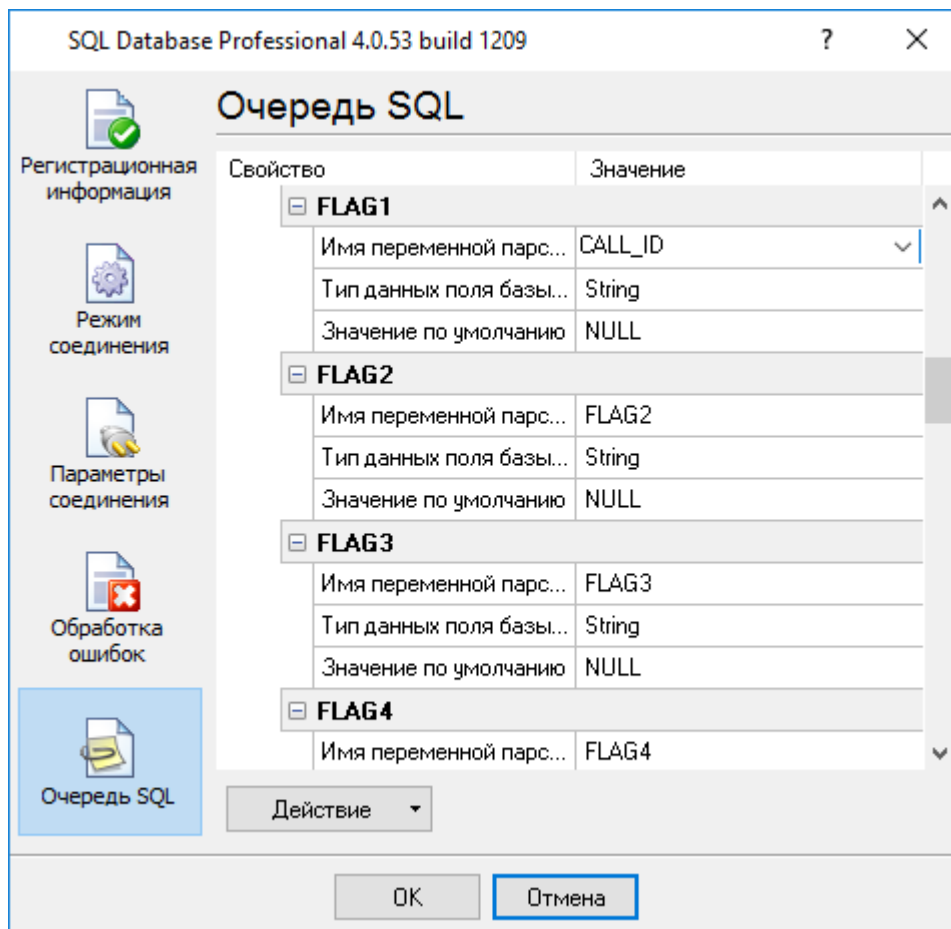 SQL Database Professional 4.0.53 build 1209
?
Регистрационная
информация
Режим
соединения
Параметры
соединения
Обработка
ошибок
Очередь SQL
Очередь SQL
Свойство Значение
FLAG1
Имя переменной парс... CALL_ID
Тип данных поля базы... String
Значение по умолчанию NULL
FLAG2
Имя переменной парс... FLAG2
Тип данных поля базы... String
Значение по умолчанию NULL
FLAG3
Имя переменной парс... FLAG3
Тип данных поля базы... String
Значение по умолчанию NULL
FLAG4
Имя переменной парс... FLAG4
Действие
OK Отмена